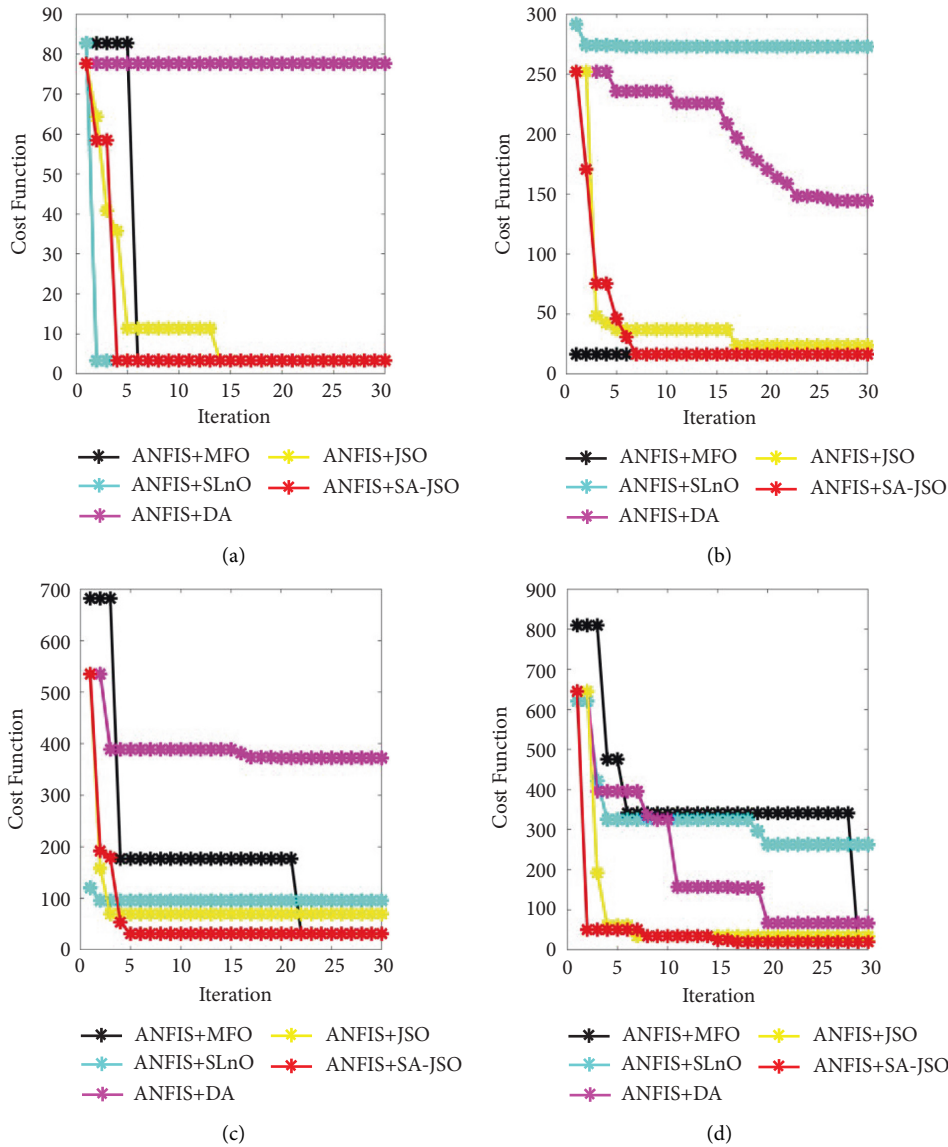 90
80
70
60
50
40
30
20
10
0
Cost Function
0 5 10 15 20 25 30
Iteration
ANFIS+MFO ANFIS+JSO
ANFIS+SLnO ANFIS+SA-JSO
ANFIS+DA
(a)
300
250
200
150
100
50
0
Cost Function
0 5 10 15 20 25 30
Iteration
ANFIS+MFO ANFIS+JSO
ANFIS+SLnO ANFIS+SA-JSO
ANFIS+DA
(b)
700
600
500
400
300
200
100
0
Cost Function
0 5 10 15 20 25 30
Iteration
ANFIS+MFO ANFIS+JSO
ANFIS+SLnO ANFIS+SA-JSO
ANFIS+DA
(c)
900
800
700
600
500
400
300
200
100
0
Cost Function
0 5 10 15 20 25 30
Iteration
ANFIS+MFO ANFIS+JSO
ANFIS+SLnO ANFIS+SA-JSO
ANFIS+DA
(d)